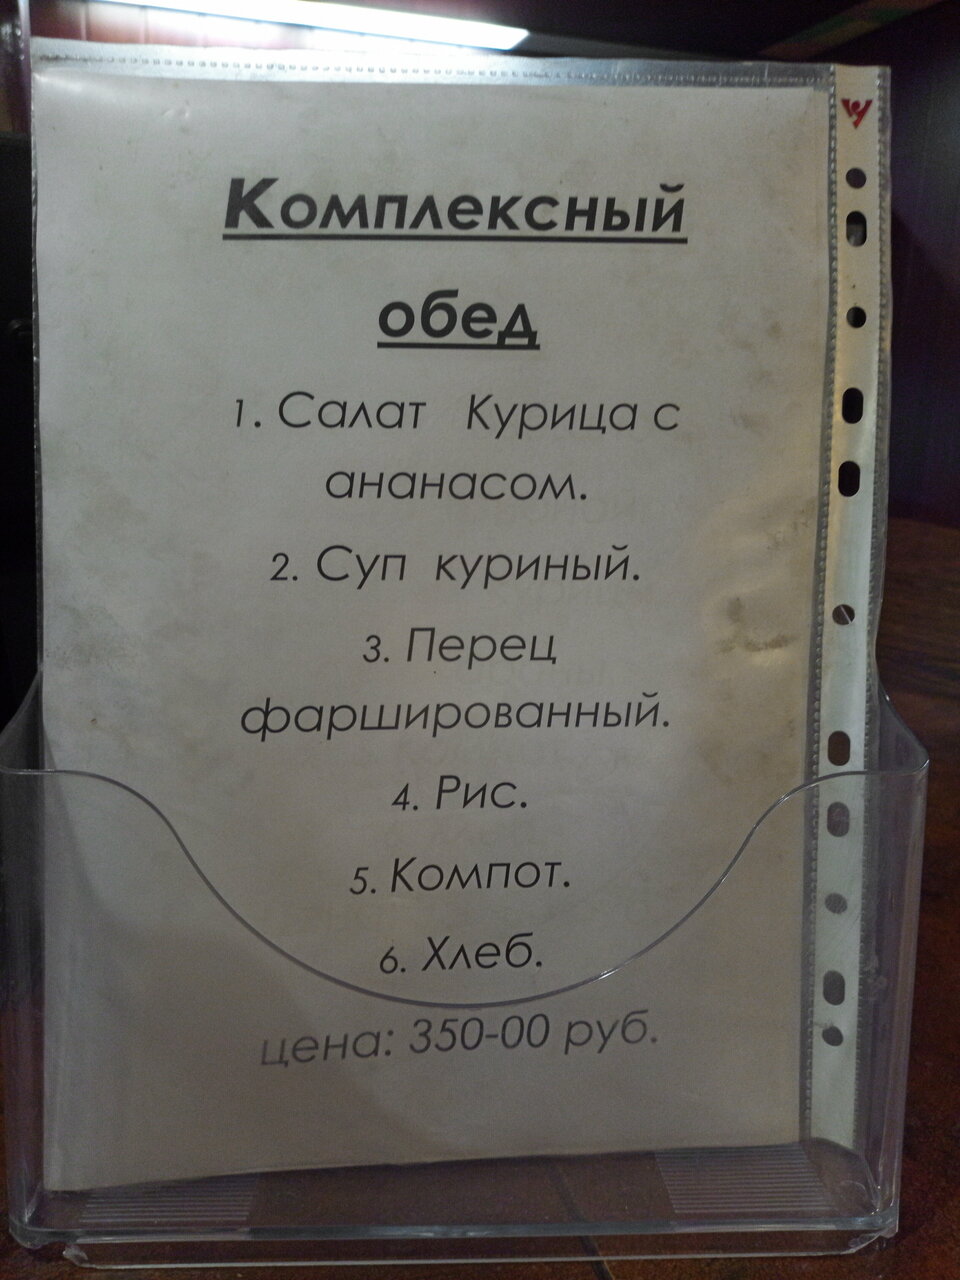 Комплексный
обед
1. Салат Курица с
ананасом.
2. Суп куриный.
3. Перец
фаршированный.
4. Рис.
5. Компот.
6. Хлеб.
цена: 350-00 руб.